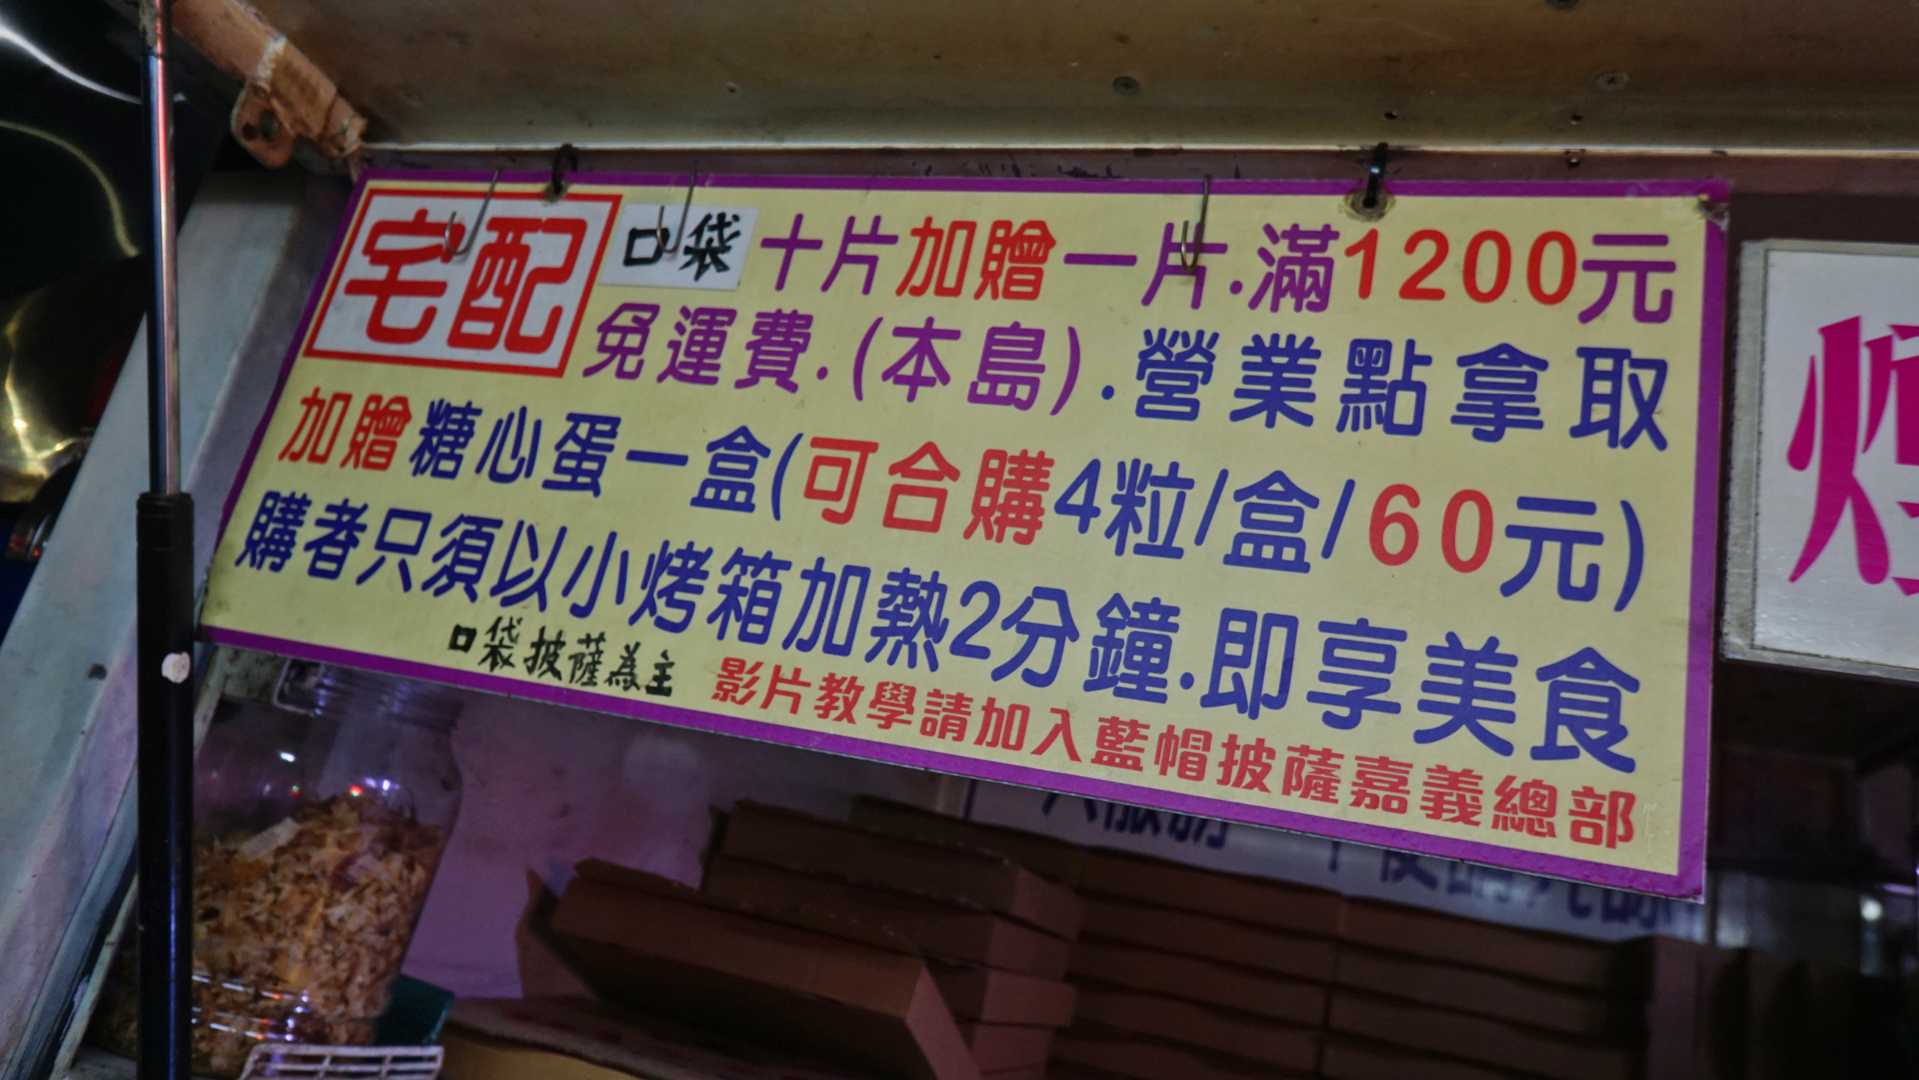 宅配 口袋 十片加贈一片.滿1200元
免運費.(本島).營業點拿取
加贈糖心蛋一盒(可合購4粒/盒/60元)
購者只須以小烤箱加熱2分鐘.即享美食
口袋披薩為主 影片教學請加入藍帽披薩嘉義總部